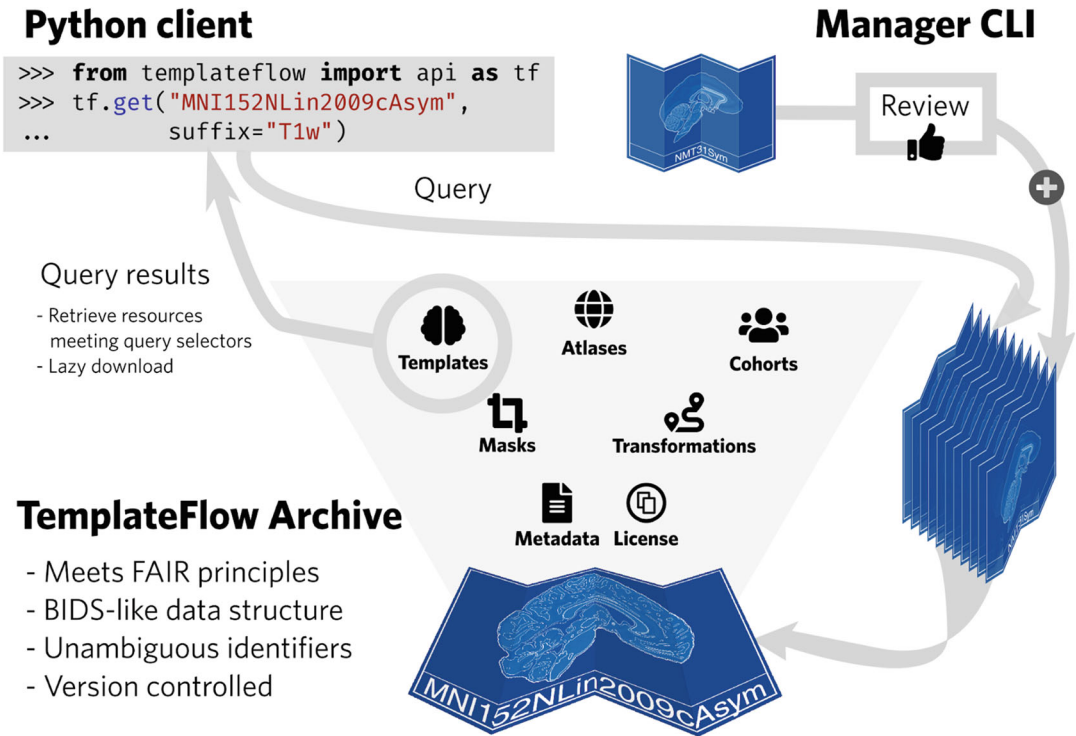 Python client
>>> from templateflow import api as tf
>>> tf.get("MNI152NLin2009cAsym",
... suffix="T1w")
Manager CLI
NMT31Sym
Review
Query
Query results
- Retrieve resources
meeting query selectors
- Lazy download
Templates
Atlases
Cohorts
Masks
Transformations
Metadata
License
TemplateFlow Archive
- Meets FAIR principles
- BIDS-like data structure
- Unambiguous identifiers
- Version controlled
MNI152NLin2009cAsym